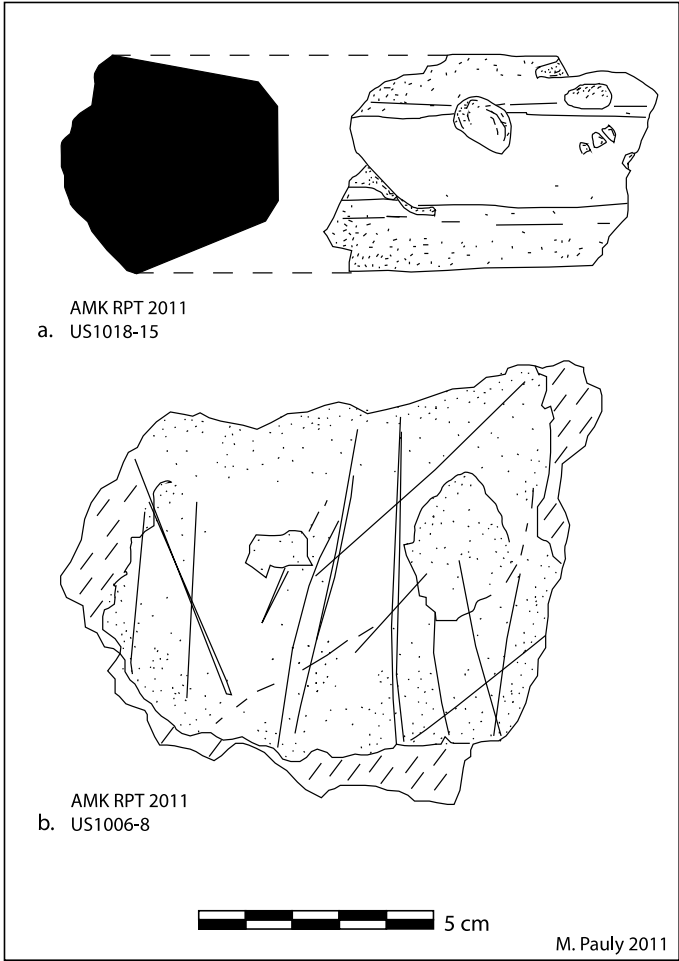 AMK RPT 2011
a. US1018-15
AMK RPT 2011
b. US1006-8
5 cm
M. Pauly 2011